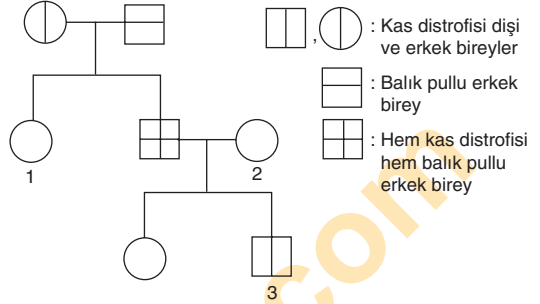 : Kas distrofisi dişi
,
ve erkek bireyler
: Balık pullu erkek
birey
: Hem kas distrofisi
hem balık pullu
erkek birey
1
2
3
com